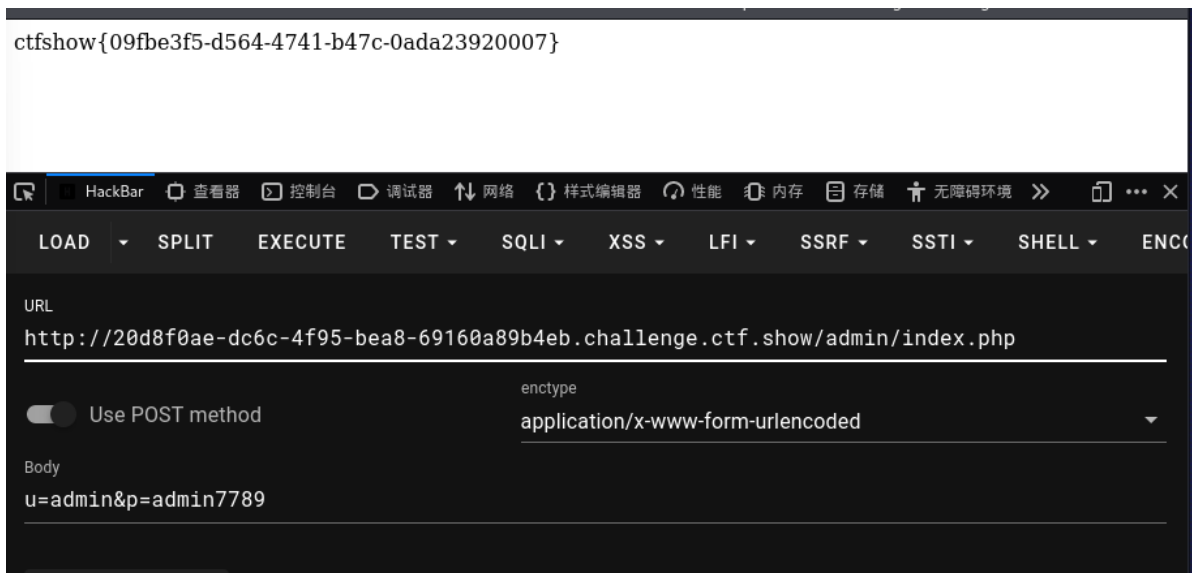 ctfshow{09fbe3f5-d564-4741-b47c-0ada23920007}
HackBar 查看器 控制台 调试器 网络 {} 样式编辑器 性能 内存 存储 无障碍环境
LOAD SPLIT EXECUTE TEST SQLI XSS LFI SSRF SSTI SHELL ENCO
URL
http://20d8f0ae-dc6c-4f95-bea8-69160a89b4eb.challenge.ctf.show/admin/index.php
enctype
Use POST method
application/x-www-form-urlencoded
Body
u=admin&p=admin7789